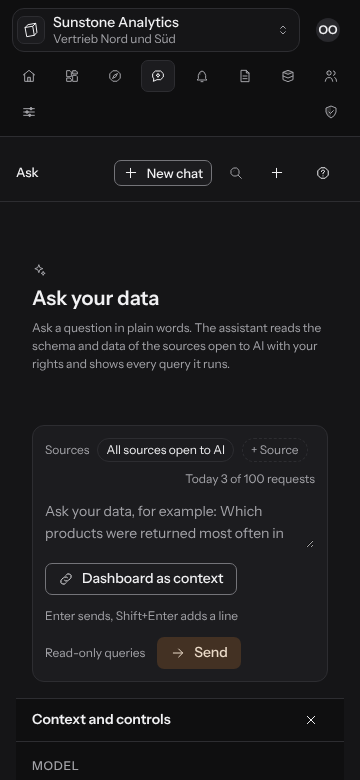 Sunstone Analytics
Vertrieb Nord und Süd
OO
Ask
+ New chat
Ask your data
Ask a question in plain words. The assistant reads the
schema and data of the sources open to AI with your
rights and shows every query it runs.
Sources
All sources open to AI
+ Source
Today 3 of 100 requests
Ask your data, for example: Which
products were returned most often in
Dashboard as context
Enter sends, Shift+Enter adds a line
Read-only queries
Send
Context and controls
MODEL